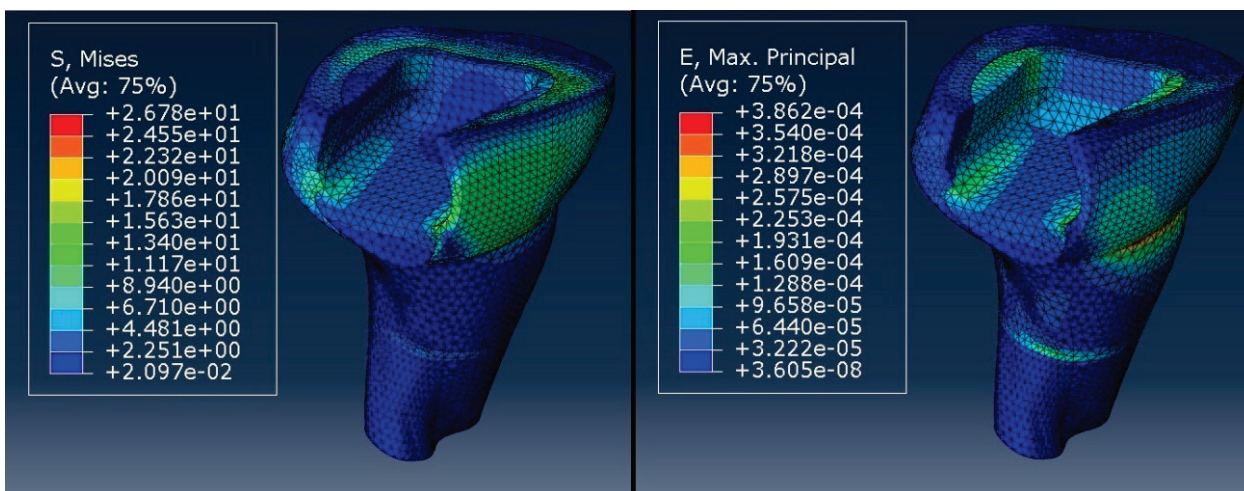 S, Mises
(Avg: 75%)
+2.678e+01
+2.455e+01
+2.232e+01
+2.009e+01
+1.786e+01
+1.563e+01
+1.340e+01
+1.117e+01
+8.940e+00
+6.710e+00
+4.481e+00
+2.251e+00
+2.097e-02
E, Max. Principal
(Avg: 75%)
+3.862e-04
+3.540e-04
+3.218e-04
+2.897e-04
+2.575e-04
+2.253e-04
+1.931e-04
+1.609e-04
+1.288e-04
+9.658e-05
+6.440e-05
+3.222e-05
+3.605e-08